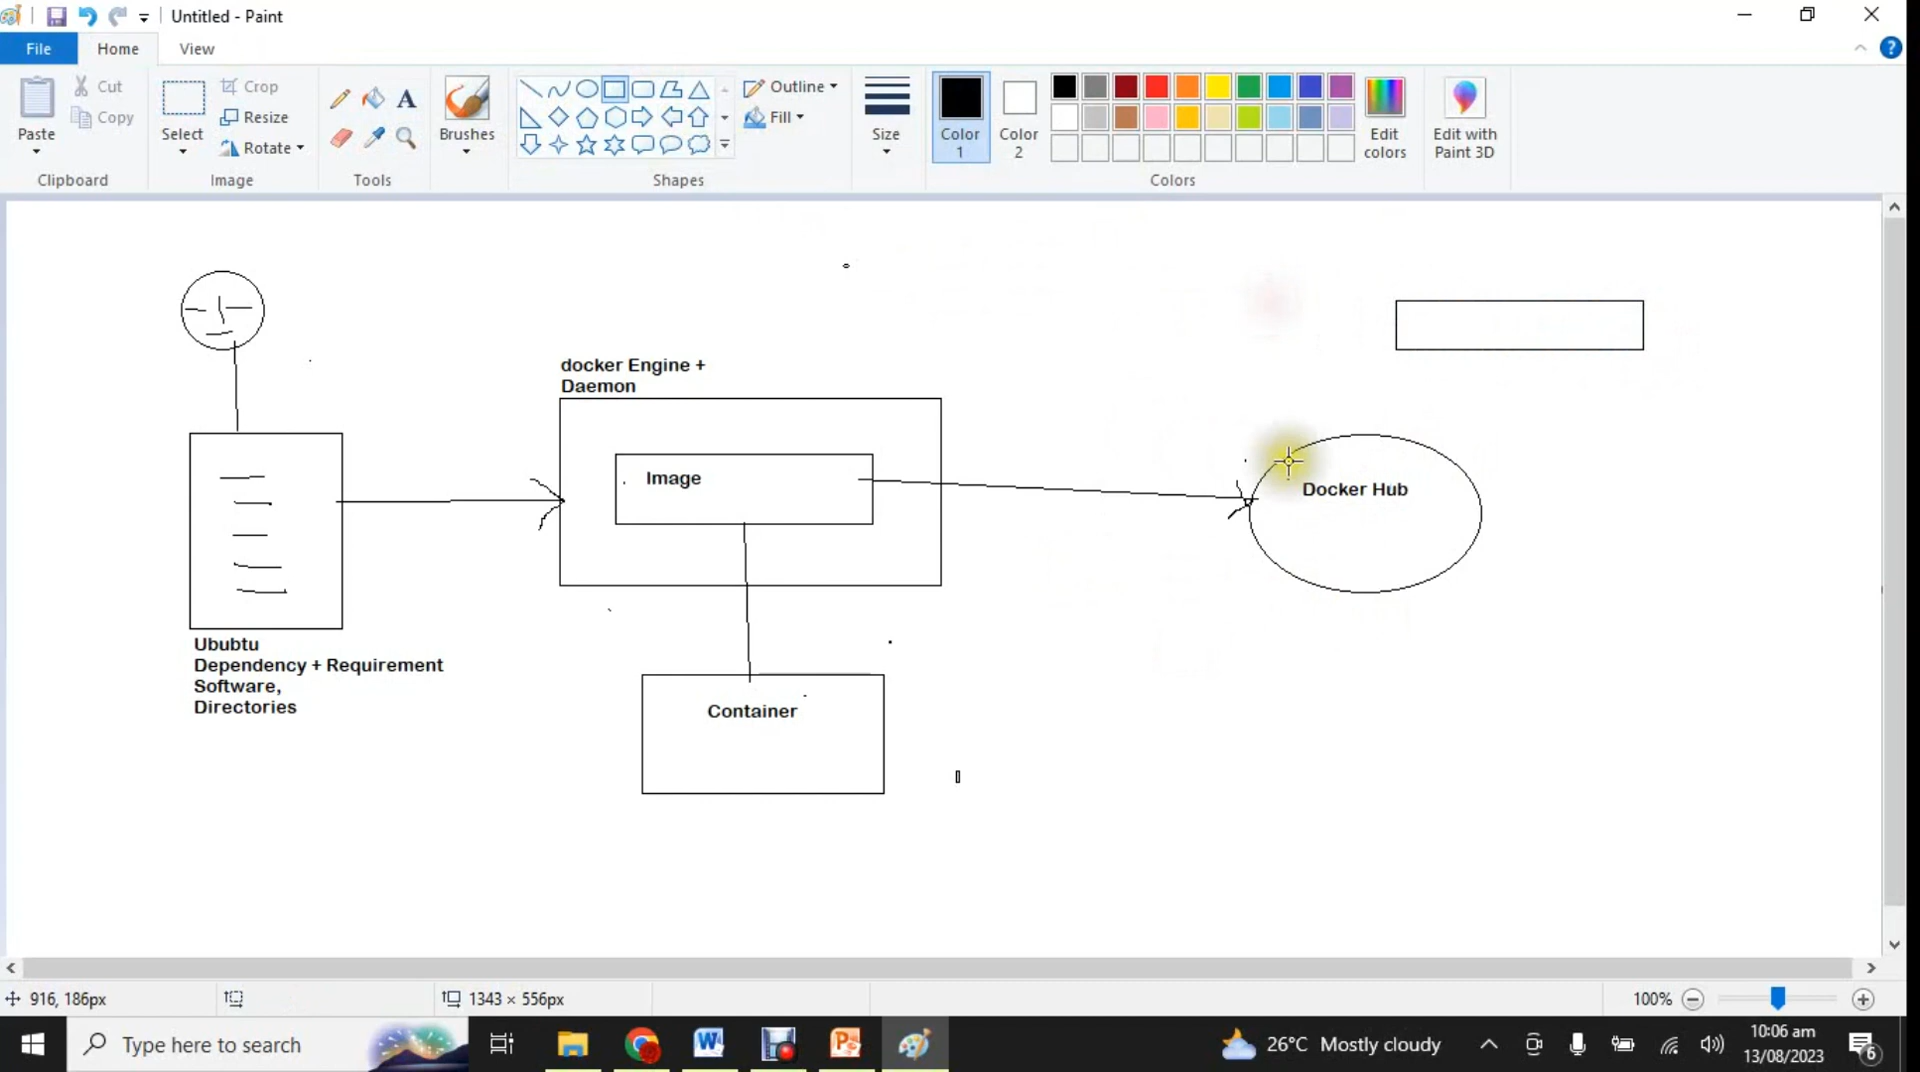 Untitled - Paint
File
Home
View
Paste
Cut
Copy
Clipboard
Select
Crop
Resize
Rotate
Image
A
Tools
Brushes
Outline
Fill
Shapes
Size
Color
1
Color
2
Edit
colors
Colors
Edit with
Paint 3D
?
docker Engine +
Daemon
Image
Docker Hub
Container
Ububtu
Dependency + Requirement
Software,
Directories
916, 186px
1343 × 556px
100%
Type here to search
W
P
26°C Mostly cloudy
10:06 am
13/08/2023
6